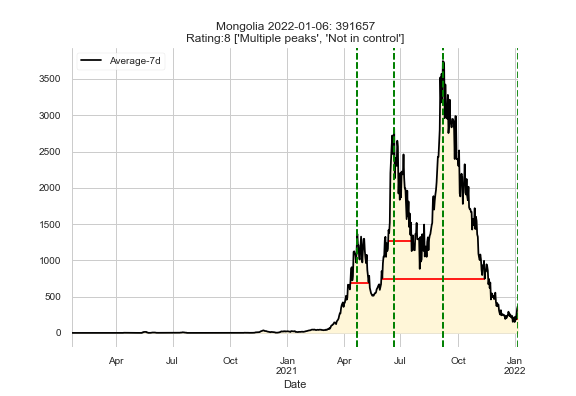 Mongolia 2022-01-06: 391657
Rating:8 ['Multiple peaks', 'Not in control']
Average-7d
3500
3000
2500
2000
1500
1000
500
0
Apr Jul Oct Jan Apr Jul Oct Jan
2021 2022
Date